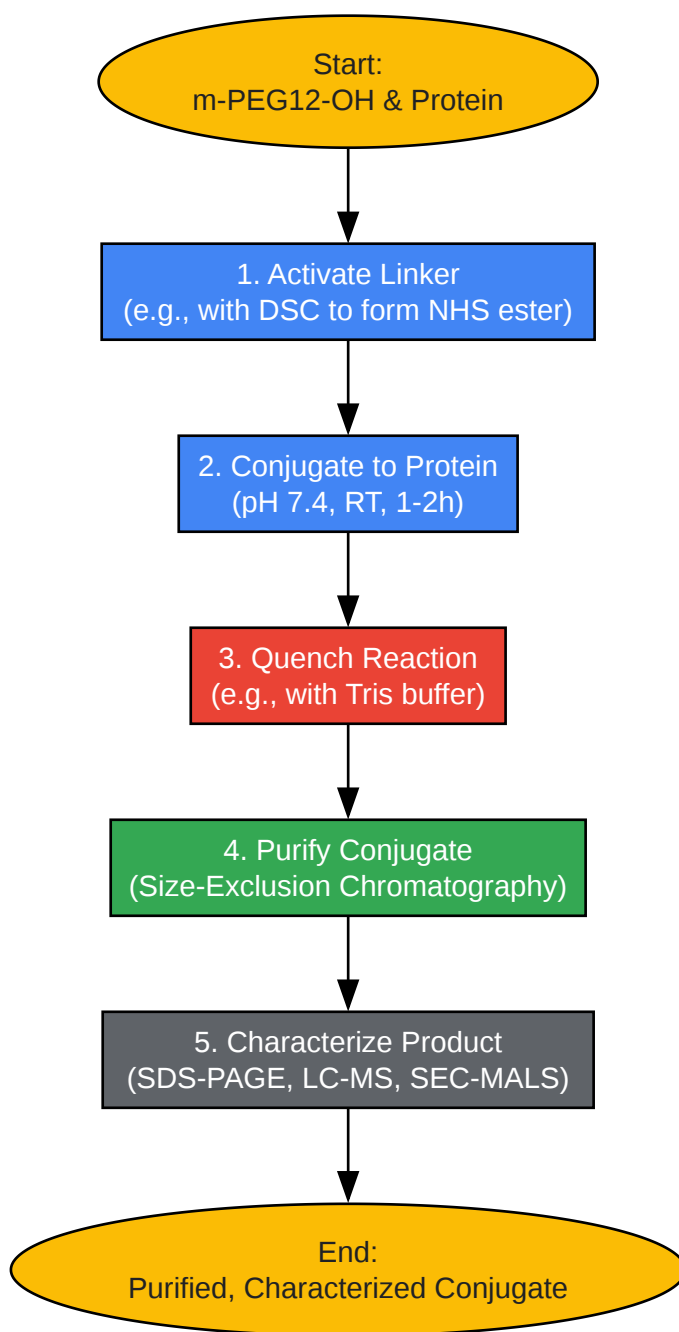 Start:
m-PEG12-OH & Protein
1. Activate Linker
(e.g., with DSC to form NHS ester)
2. Conjugate to Protein
(pH 7.4, RT, 1-2h)
3. Quench Reaction
(e.g., with Tris buffer)
4. Purify Conjugate
(Size-Exclusion Chromatography)
5. Characterize Product
(SDS-PAGE, LC-MS, SEC-MALS)
End:
Purified, Characterized Conjugate